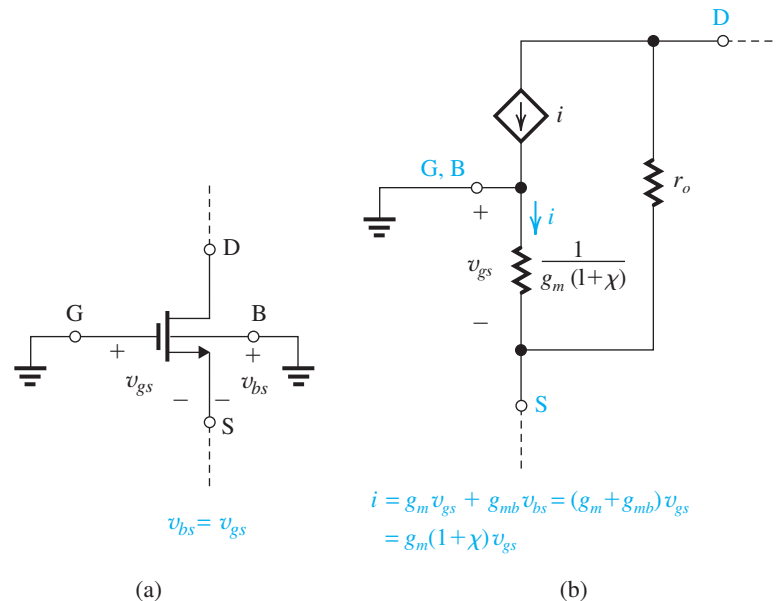 D
i
G, B
+
i
r_o
v_gs
1
g_m (1+χ)
−
S
D
G
B
+
+
v_gs
v_bs
−
−
S
v_bs = v_gs
i = g_m v_gs + g_mb v_bs = (g_m + g_mb) v_gs
= g_m (1+χ) v_gs
(a)
(b)